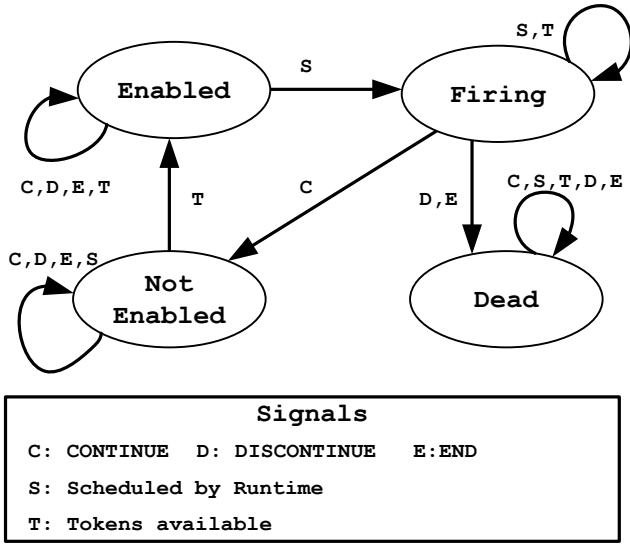 S,T
S
Enabled
Firing
C,D,E,T
T
C
D,E
C,S,T,D,E
C,D,E,S
Not
Enabled
Dead
Signals
C: CONTINUE D: DISCONTINUE E:END
S: Scheduled by Runtime
T: Tokens available